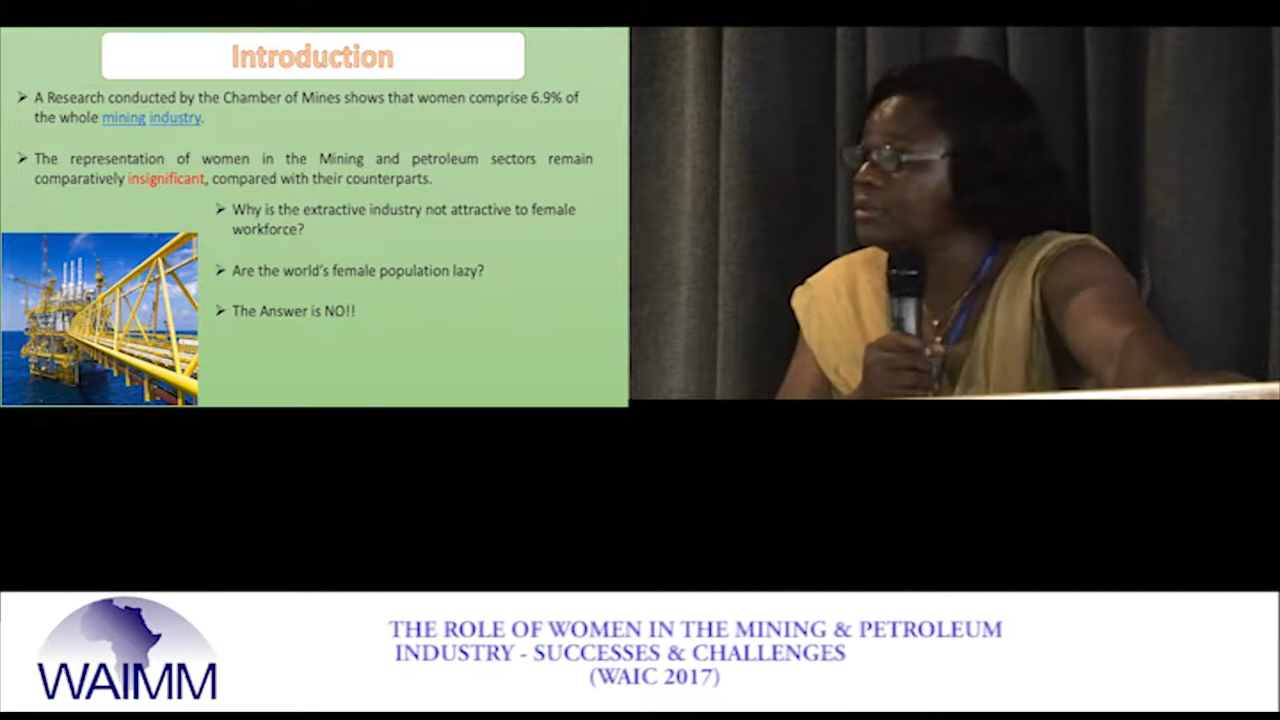 Introduction
➢ A Research conducted by the Chamber of Mines shows that women comprise 6.9% of
the whole mining industry.
➢ The representation of women in the Mining and petroleum sectors remain
comparatively insignificant, compared with their counterparts.
➢ Why is the extractive industry not attractive to female
workforce?
➢ Are the world's female population lazy?
➢ The Answer is NO!!
WAIMM
THE ROLE OF WOMEN IN THE MINING & PETROLEUM
INDUSTRY - SUCCESSES & CHALLENGES
(WAIC 2017)